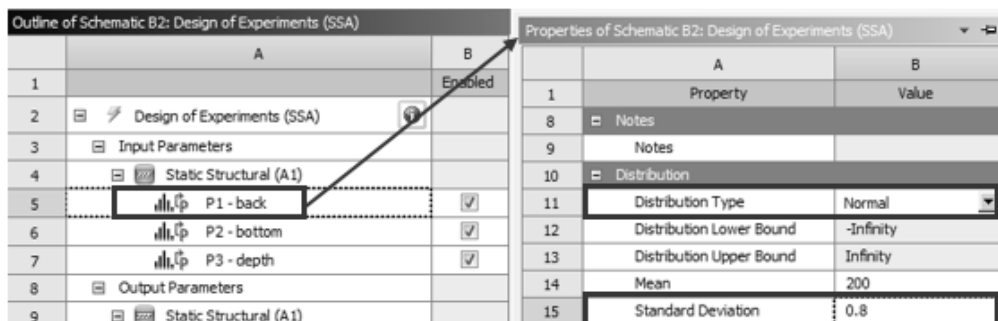 Outline of Schematic B2: Design of Experiments (SSA)
A B
1 Enabled
2 Design of Experiments (SSA)
3 Input Parameters
4 Static Structural (A1)
5 P1 - back
6 P2 - bottom
7 P3 - depth
8 Output Parameters
9 Static Structural (A1)
Properties of Schematic B2: Design of Experiments (SSA)
A B
1 Property Value
8 Notes
9 Notes
10 Distribution
11 Distribution Type Normal
12 Distribution Lower Bound -Infinity
13 Distribution Upper Bound Infinity
14 Mean 200
15 Standard Deviation 0.8